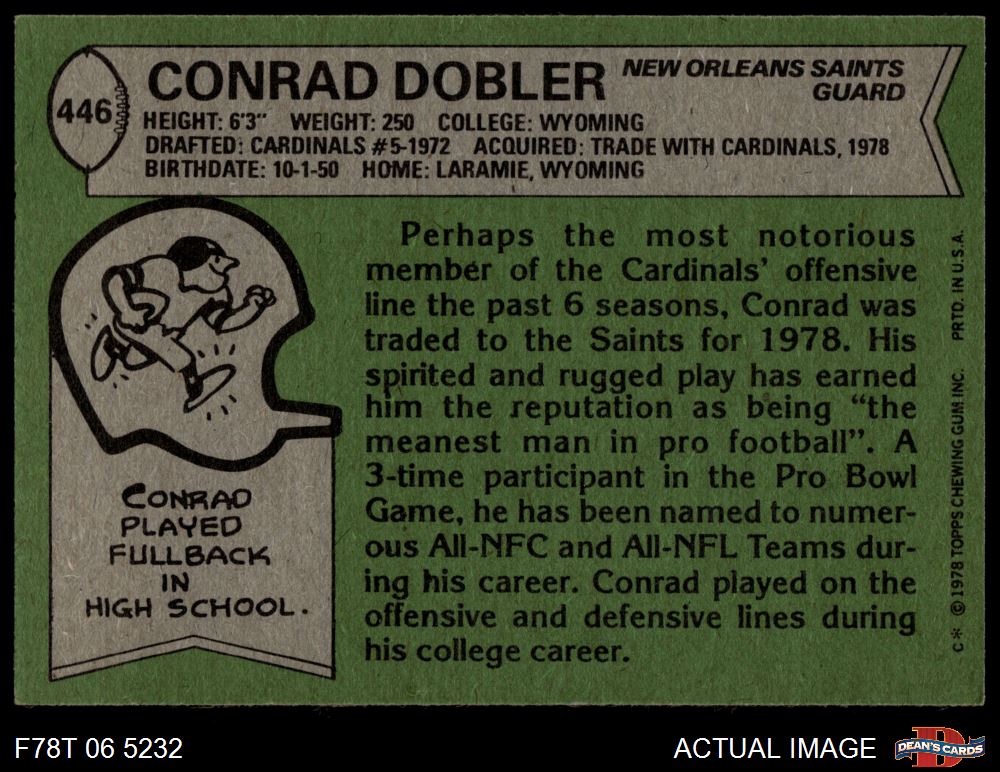 446
CONRAD DOBLER
NEW ORLEANS SAINTS
GUARD
HEIGHT: 6'3" WEIGHT: 250 COLLEGE: WYOMING
DRAFTED: CARDINALS #5-1972 ACQUIRED: TRADE WITH CARDINALS, 1978
BIRTHDATE: 10-1-50 HOME: LARAMIE, WYOMING
CONRAD
PLAYED
FULLBACK
IN
HIGH SCHOOL.
Perhaps the most notorious
member of the Cardinals' offensive
line the past 6 seasons, Conrad was
traded to the Saints for 1978. His
spirited and rugged play has earned
him the reputation as being “the
meanest man in pro football”. A
3-time participant in the Pro Bowl
Game, he has been named to numer-
ous All-NFC and All-NFL Teams dur-
ing his career. Conrad played on the
offensive and defensive lines during
his college career.
C* © 1978 TOPPS CHEWING GUM INC. PRTD. IN U.S.A.
F78T 06 5232
ACTUAL IMAGE
D
DEAN'S CARDS